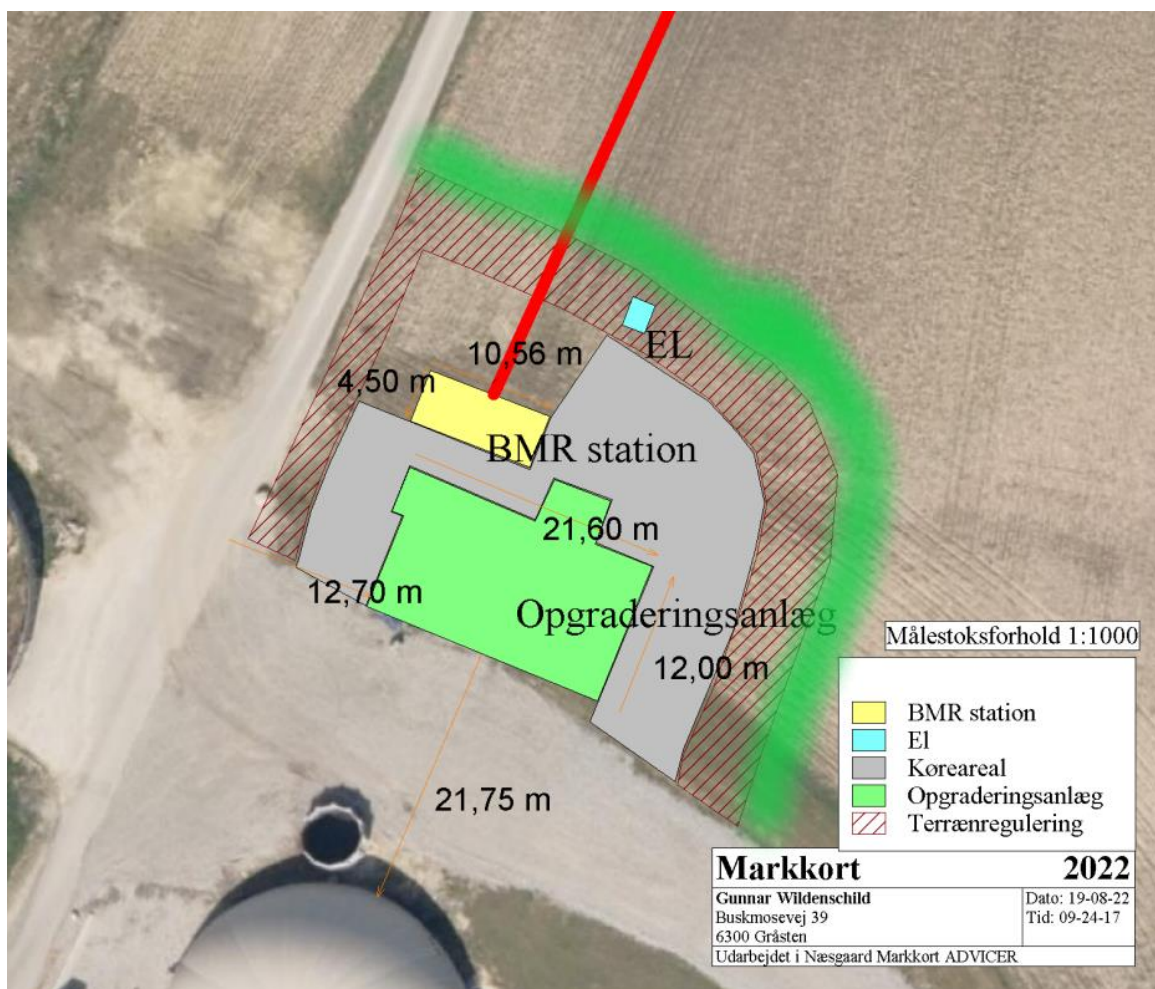 10,56 m
EL
4,50 m
BMR station
21,60 m
12,70 m
Opgraderingsanlæg
12,00 m
21,75 m
Målestoksforhold 1:1000
BMR station
El
Køreareal
Opgraderingsanlæg
Terrænregulering
Markkort 2022
Gunnar Wildenschild Dato: 19-08-22
Buskmosevej 39 Tid: 09-24-17
6300 Gråsten
Udarbejdet i Næsgaard Markkort ADVICER